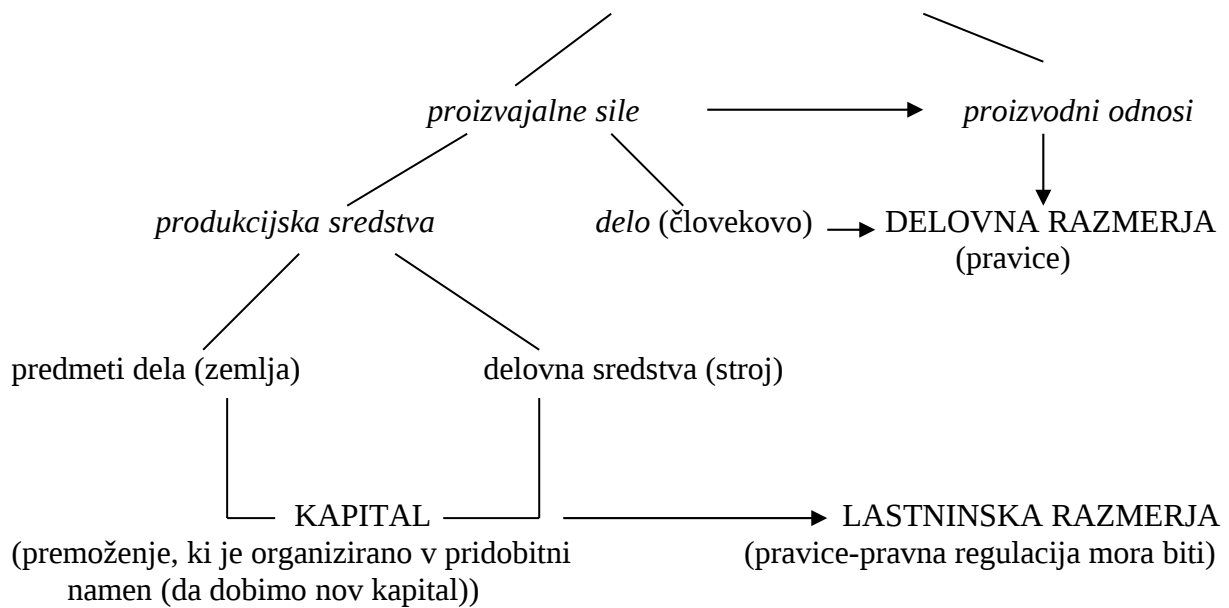 proizvajalne sile proizvodni odnosi
produkcijska sredstva delo (človekovo) DELOVNA RAZMERJA
(pravice)
predmeti dela (zemlja) delovna sredstva (stroj)
KAPITAL LASTNINSKA RAZMERJA
(premoženje, ki je organizirano v pridobitni (pravice-pravna regulacija mora biti)
namen (da dobimo nov kapital))